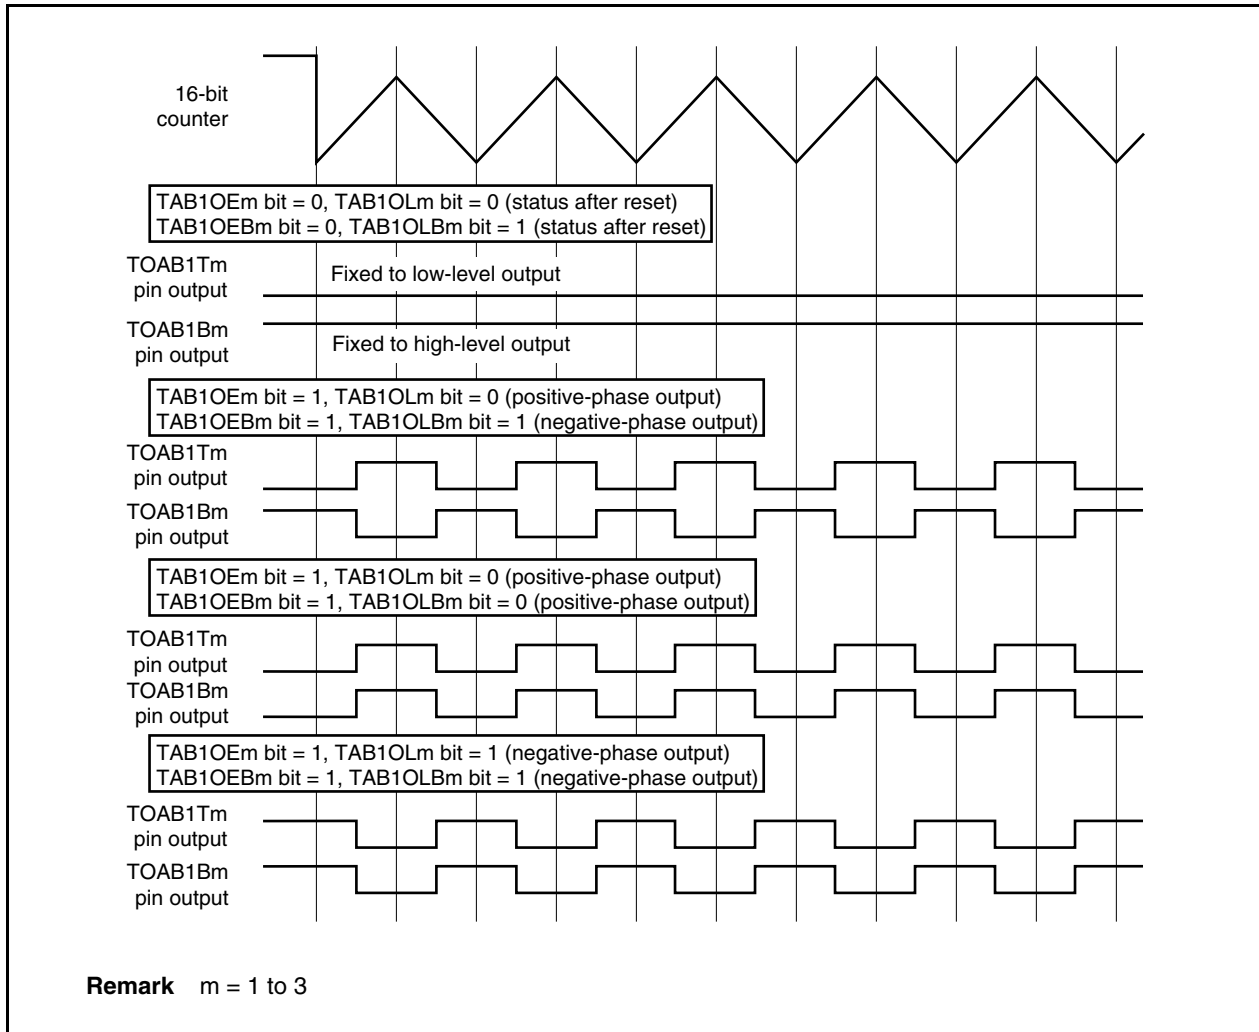 16-bit
counter
TAB1OEm bit = 0, TAB1OLm bit = 0 (status after reset)
TAB1OEBm bit = 0, TAB1OLBm bit = 1 (status after reset)
TOAB1Tm
pin output
Fixed to low-level output
TOAB1Bm
pin output
Fixed to high-level output
TAB1OEm bit = 1, TAB1OLm bit = 0 (positive-phase output)
TAB1OEBm bit = 1, TAB1OLBm bit = 1 (negative-phase output)
TOAB1Tm
pin output
TOAB1Bm
pin output
TAB1OEm bit = 1, TAB1OLm bit = 0 (positive-phase output)
TAB1OEBm bit = 1, TAB1OLBm bit = 0 (positive-phase output)
TOAB1Tm
pin output
TOAB1Bm
pin output
TAB1OEm bit = 1, TAB1OLm bit = 1 (negative-phase output)
TAB1OEBm bit = 1, TAB1OLBm bit = 1 (negative-phase output)
TOAB1Tm
pin output
TOAB1Bm
pin output
Remark m = 1 to 3